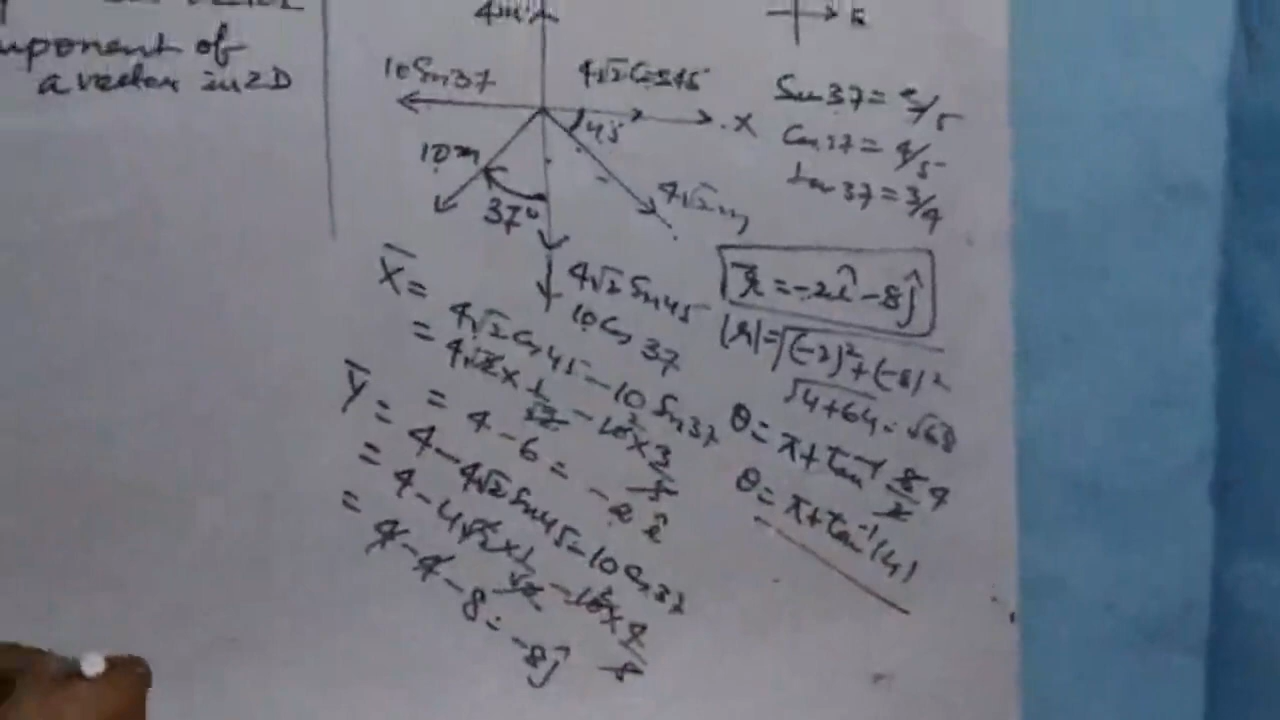 component of
a vector in 2D
4m
10 Sin 37
4√2 Cos 45
x
E
45
10m
37°
4√2 m
4√2 Sin 45
10 Cos 37
Sin 37 = 3/5
Cos 37 = 4/5
tan 37 = 3/4
X̄ =
4√2 Cos 45 - 10 Sin 37
= 4√2 × 1/√2 - 10² × 3/5
= 4 - 6 = -2 î
Ȳ =
4 - 4√2 Sin 45 - 10 Cos 37
= 4 - 4√2 × 1/√2 - 10² × 4/5
= 4 - 4 - 8 = -8 ĵ
r̄ = -2î - 8ĵ
|r| = √(-2)² + (-8)²
√4+64 = √68
θ = π + tan⁻¹ 8/2 4
θ = π + tan⁻¹(4)